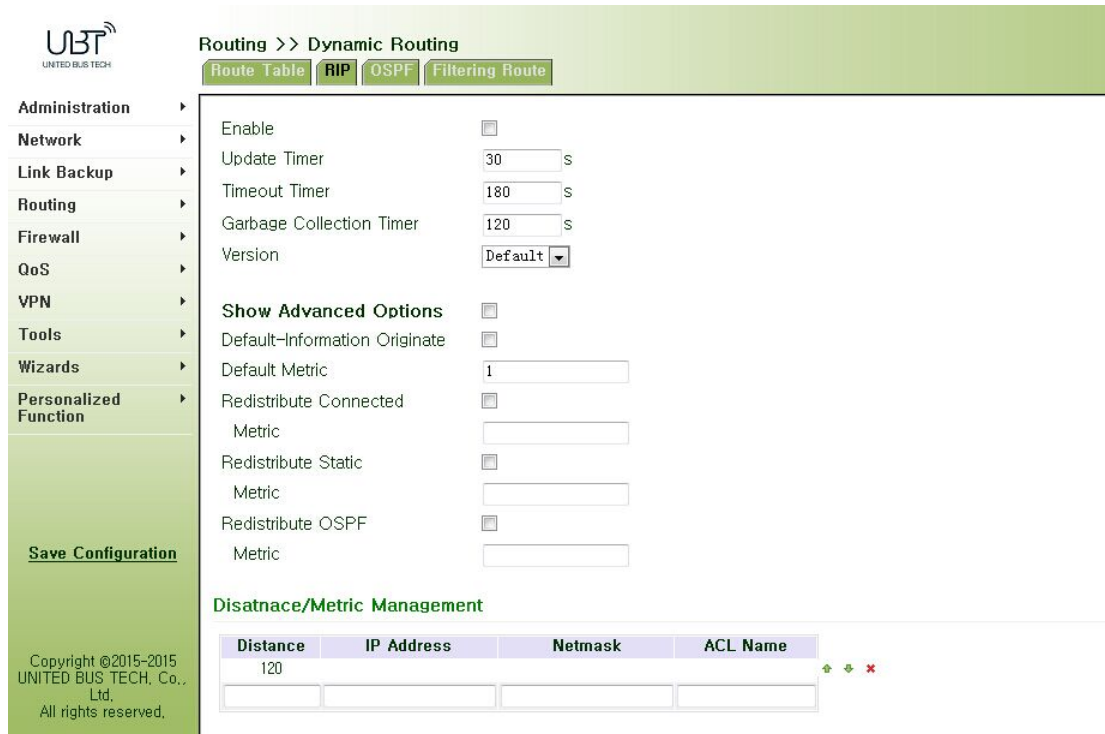 UBT
UNITED BUS TECH
Routing >> Dynamic Routing
Route Table RIP OSPF Filtering Route
Administration
Network
Link Backup
Routing
Firewall
QoS
VPN
Tools
Wizards
Personalized
Function
Save Configuration
Copyright ©2015-2015
UNITED BUS TECH, Co.,
Ltd,
All rights reserved,
Enable
Update Timer 30 s
Timeout Timer 180 s
Garbage Collection Timer 120 s
Version Default
Show Advanced Options
Default-Information Originate
Default Metric 1
Redistribute Connected
Metric
Redistribute Static
Metric
Redistribute OSPF
Metric
Disatnace/Metric Management
Distance IP Address Netmask ACL Name
120